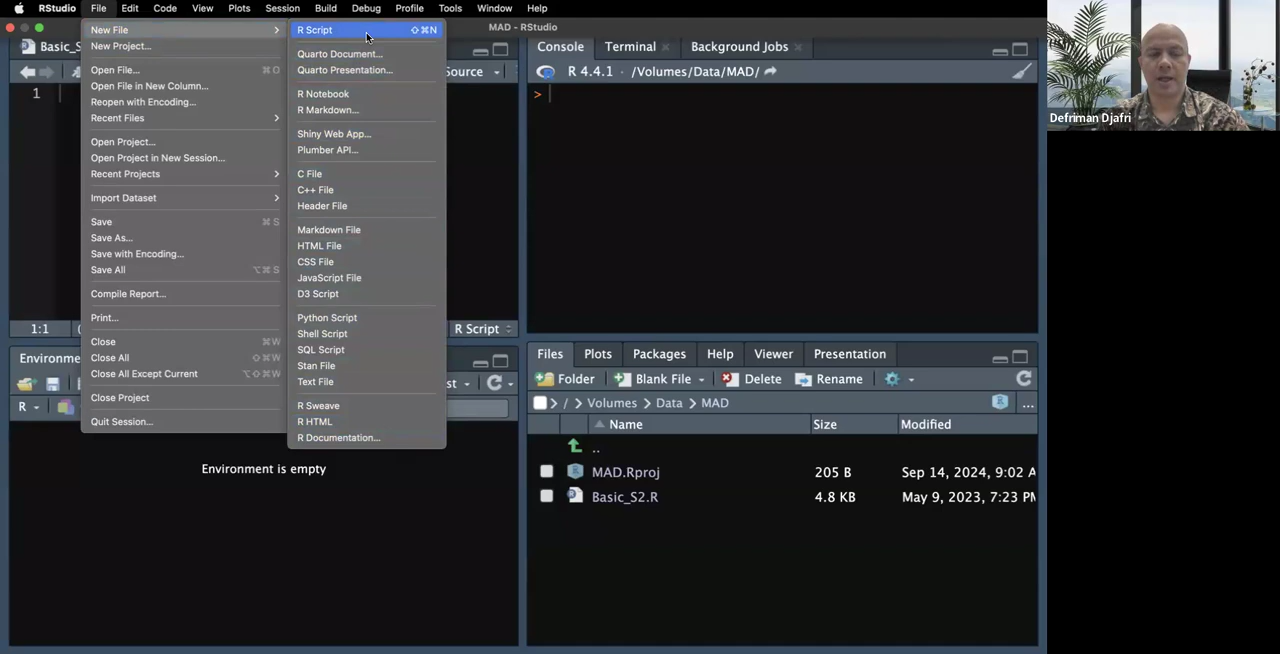 RStudio File Edit Code View Plots Session Build Debug Profile Tools Window Help
MAD - RStudio
New File
New Project...
Open File... ⌘O
Open File in New Column...
Reopen with Encoding...
Recent Files
Open Project...
Open Project in New Session...
Recent Projects
Import Dataset
Save ⌘S
Save As...
Save with Encoding...
Save All ⌥⌘S
Compile Report...
Print...
Close ⌘W
Close All ⇧⌘W
Close All Except Current ⌥⇧⌘W
Close Project
Quit Session...
R Script ⇧⌘N
Quarto Document...
Quarto Presentation...
R Notebook
R Markdown...
Shiny Web App...
Plumber API...
C File
C++ File
Header File
Markdown File
HTML File
CSS File
JavaScript File
D3 Script
Python Script
Shell Script
SQL Script
Stan File
Text File
R Sweave
R HTML
R Documentation...
Basic_S
Source
1
1:1 R Script
Environme
st
R
Environment is empty
Console Terminal Background Jobs
R 4.4.1 · /Volumes/Data/MAD/
>
Files Plots Packages Help Viewer Presentation
Folder Blank File Delete Rename
/ Volumes Data MAD ...
Name Size Modified
..
MAD.Rproj 205 B Sep 14, 2024, 9:02 A
Basic_S2.R 4.8 KB May 9, 2023, 7:23 PM
Defriman Djafri